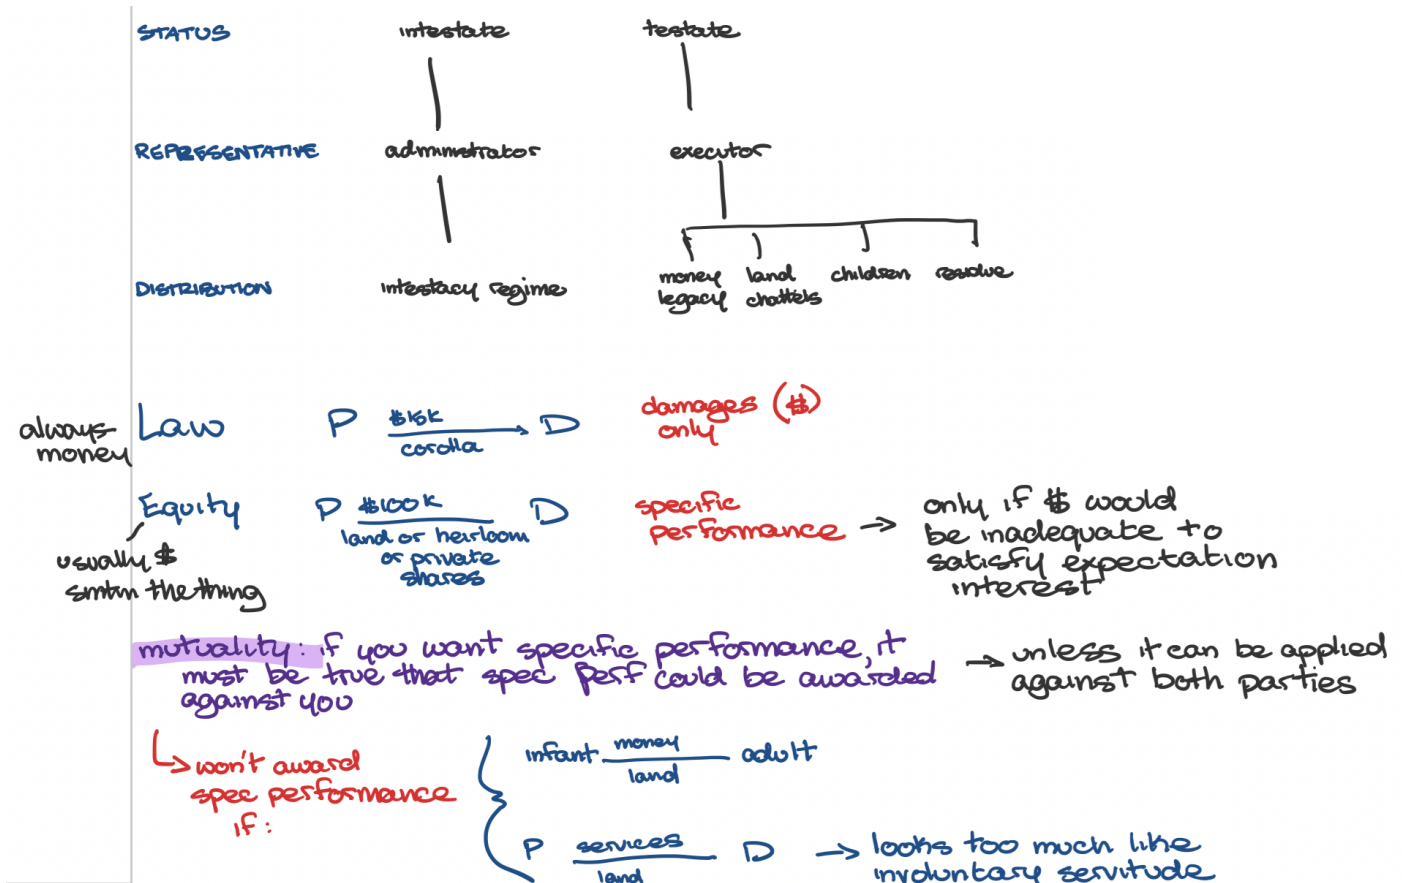 STATUS intestate testate
REPRESENTATIVE administrator executor
DISTRIBUTION intestacy regime
money legacy
land chattels
children
residue
always money
Law P $15k D
corolla
damages ($)
only
Equity P $100k D
land or heirloom
or private
shares
specific
performance → only if $ would
be inadequate to
satisfy expectation
interest
usually $
smtm the thing
mutuality: if you want specific performance, it
must be true that spec perf could be awarded
against you
→ unless it can be applied
against both parties
↳ won't award
spec performance
if:
infant money adult
land
P services D → looks too much like
land involuntary servitude